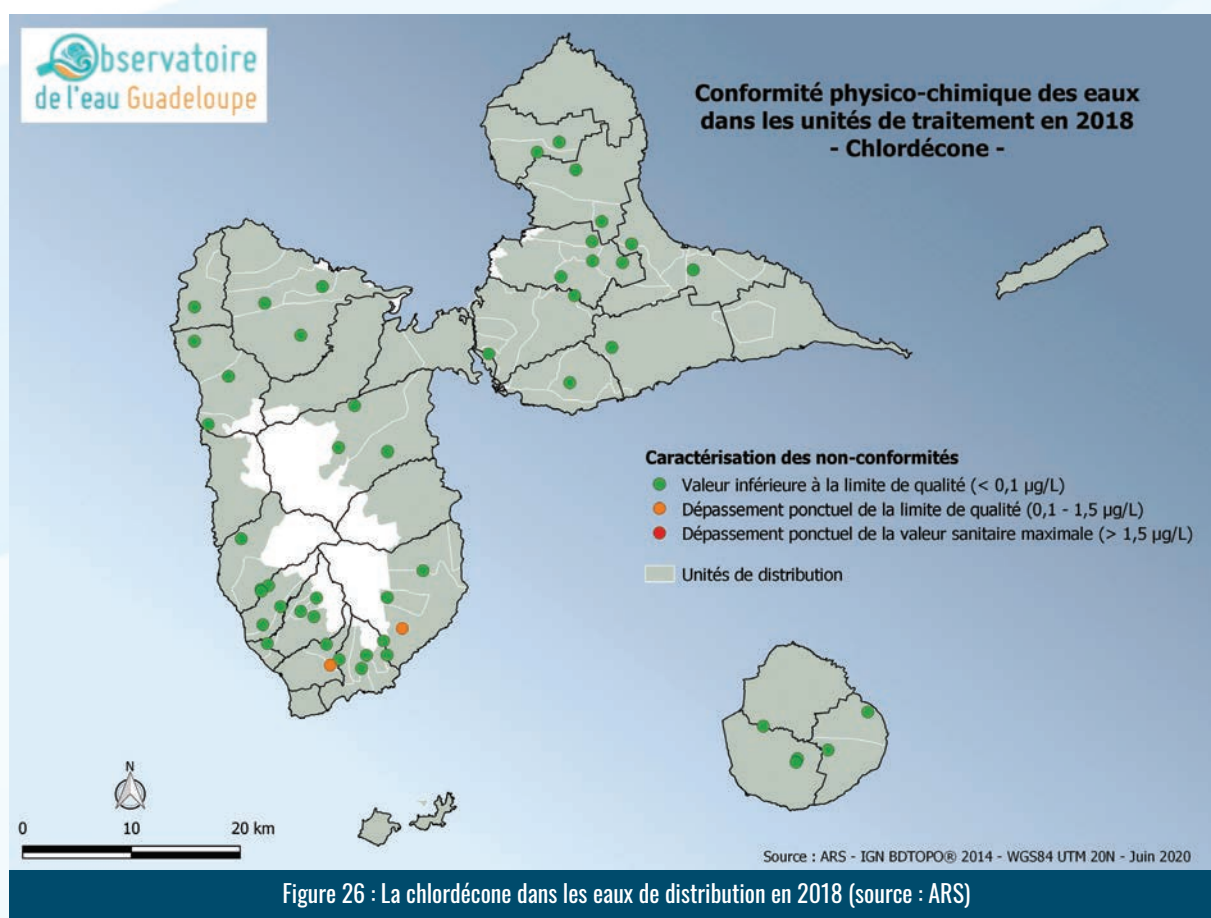 Observatoire
de l'eau Guadeloupe
Conformité physico-chimique des eaux
dans les unités de traitement en 2018
- Chlordécone -
Caractérisation des non-conformités
Valeur inférieure à la limite de qualité (< 0,1 µg/L)
Dépassement ponctuel de la limite de qualité (0,1 - 1,5 µg/L)
Dépassement ponctuel de la valeur sanitaire maximale (> 1,5 µg/L)
Unités de distribution
N
0 10 20 km
Source : ARS - IGN BDTOPO® 2014 - WGS84 UTM 20N - Juin 2020
Figure 26 : La chlordécone dans les eaux de distribution en 2018 (source : ARS)